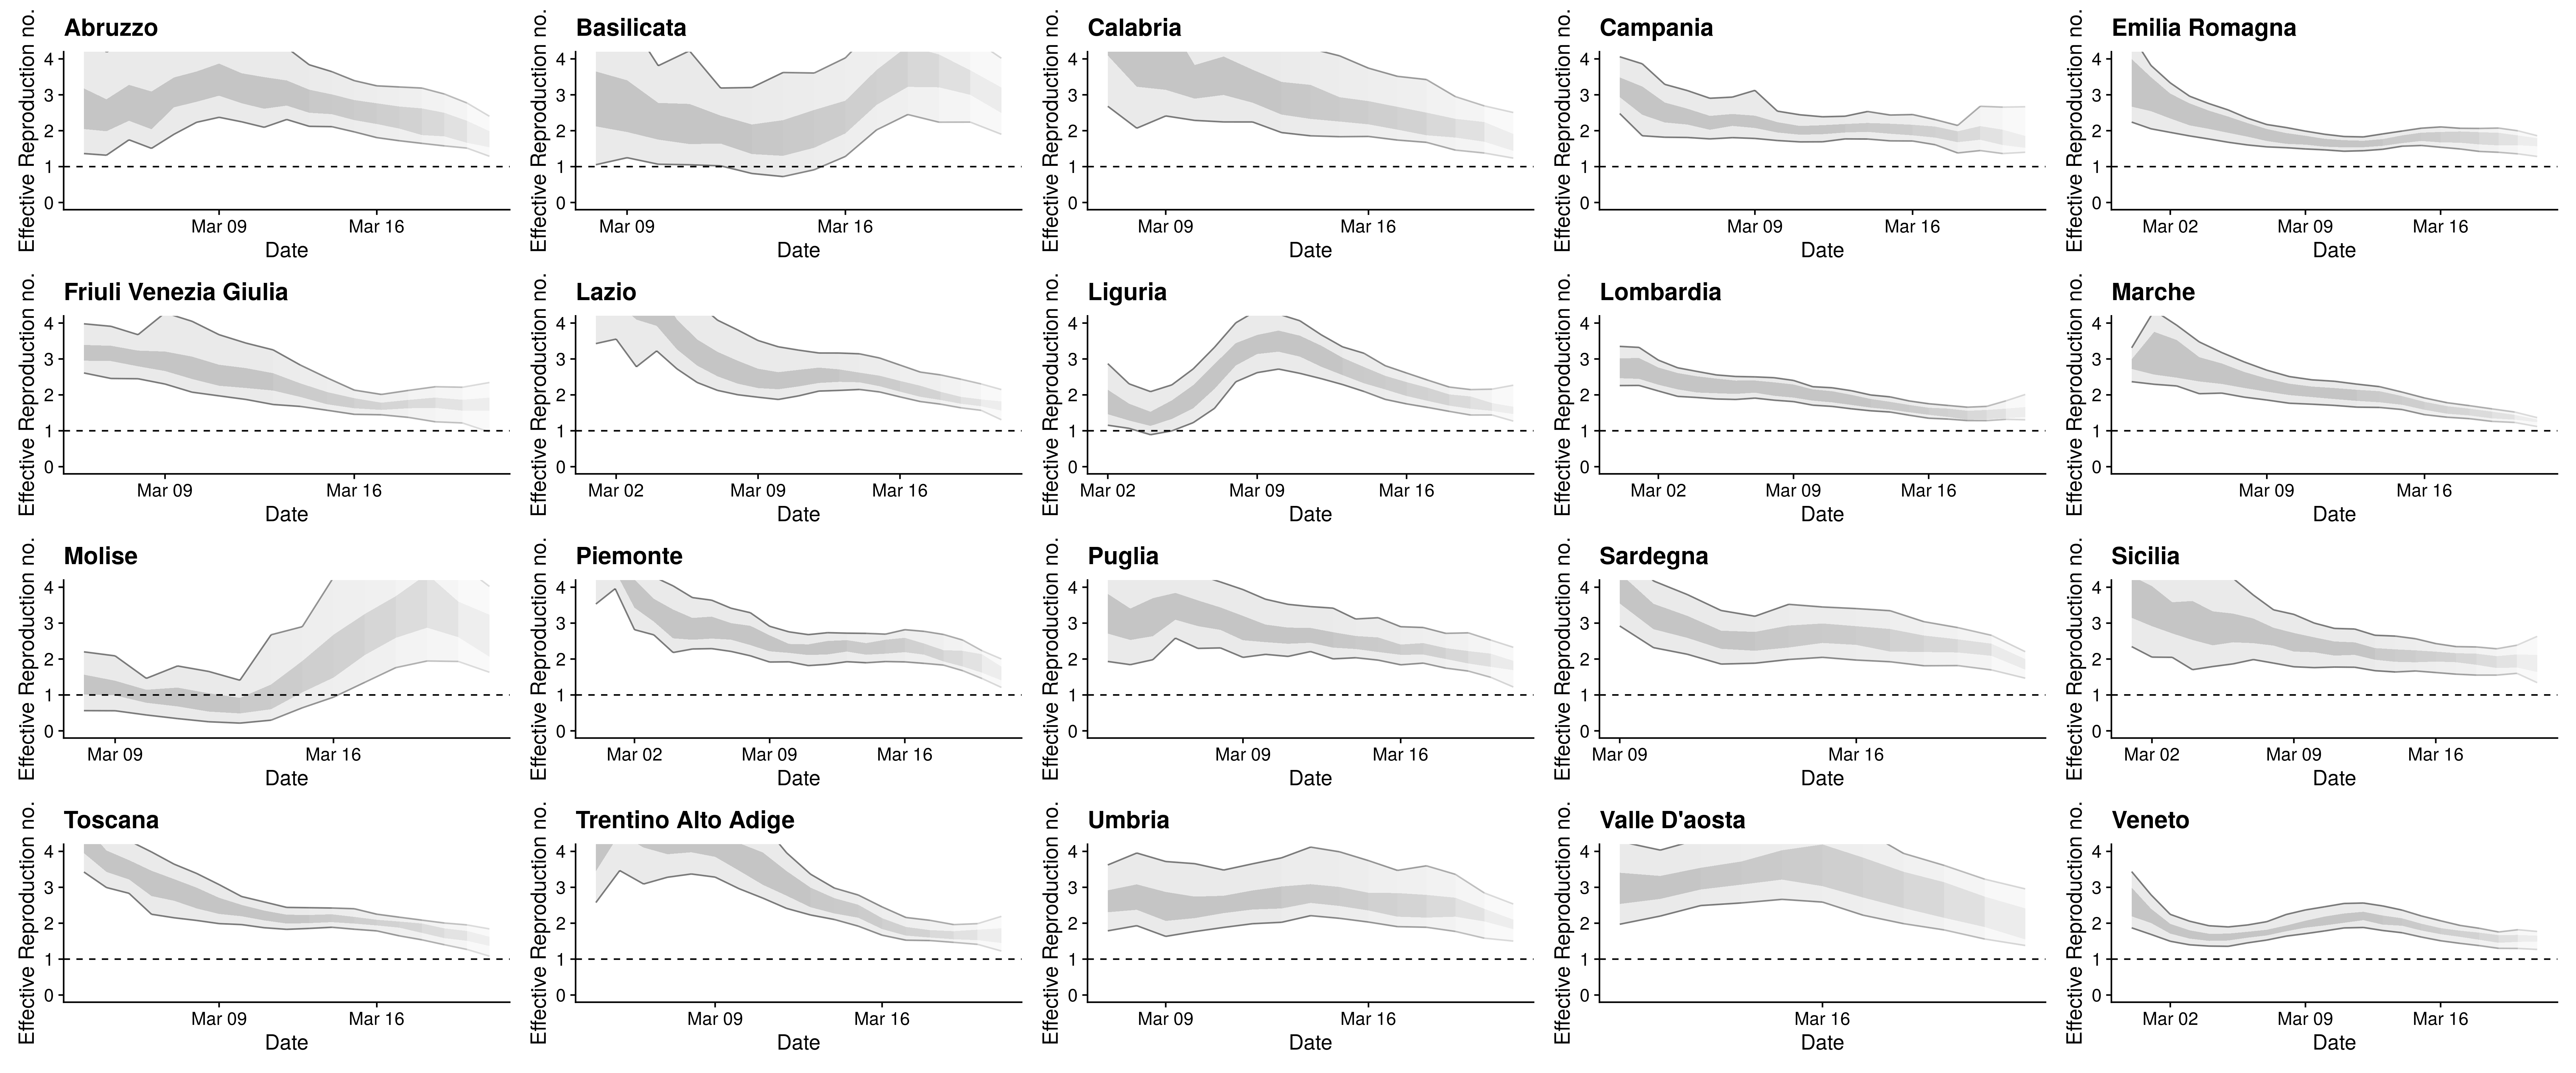 Abruzzo
Effective Reproduction no.
4
3
2
1
0
Mar 09 Mar 16
Date
Basilicata
Effective Reproduction no.
4
3
2
1
0
Mar 09 Mar 16
Date
Calabria
Effective Reproduction no.
4
3
2
1
0
Mar 09 Mar 16
Date
Campania
Effective Reproduction no.
4
3
2
1
0
Mar 09 Mar 16
Date
Emilia Romagna
Effective Reproduction no.
4
3
2
1
0
Mar 02 Mar 09 Mar 16
Date
Friuli Venezia Giulia
Effective Reproduction no.
4
3
2
1
0
Mar 09 Mar 16
Date
Lazio
Effective Reproduction no.
4
3
2
1
0
Mar 02 Mar 09 Mar 16
Date
Liguria
Effective Reproduction no.
4
3
2
1
0
Mar 02 Mar 09 Mar 16
Date
Lombardia
Effective Reproduction no.
4
3
2
1
0
Mar 02 Mar 09 Mar 16
Date
Marche
Effective Reproduction no.
4
3
2
1
0
Mar 09 Mar 16
Date
Molise
Effective Reproduction no.
4
3
2
1
0
Mar 09 Mar 16
Date
Piemonte
Effective Reproduction no.
4
3
2
1
0
Mar 02 Mar 09 Mar 16
Date
Puglia
Effective Reproduction no.
4
3
2
1
0
Mar 09 Mar 16
Date
Sardegna
Effective Reproduction no.
4
3
2
1
0
Mar 09 Mar 16
Date
Sicilia
Effective Reproduction no.
4
3
2
1
0
Mar 02 Mar 09 Mar 16
Date
Toscana
Effective Reproduction no.
4
3
2
1
0
Mar 09 Mar 16
Date
Trentino Alto Adige
Effective Reproduction no.
4
3
2
1
0
Mar 09 Mar 16
Date
Umbria
Effective Reproduction no.
4
3
2
1
0
Mar 09 Mar 16
Date
Valle D'aosta
Effective Reproduction no.
4
3
2
1
0
Mar 16
Date
Veneto
Effective Reproduction no.
4
3
2
1
0
Mar 02 Mar 09 Mar 16
Date